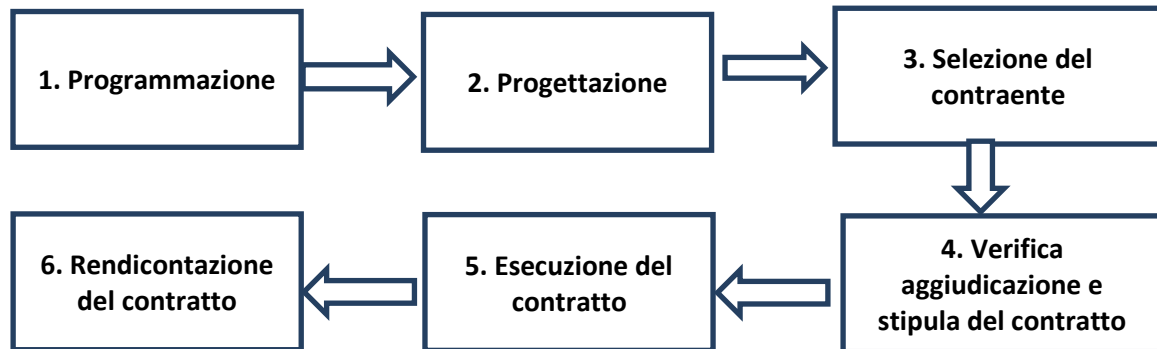 1. Programmazione
2. Progettazione
3. Selezione del
contraente
4. Verifica
aggiudicazione e
stipula del contratto
5. Esecuzione del
contratto
6. Rendicontazione
del contratto